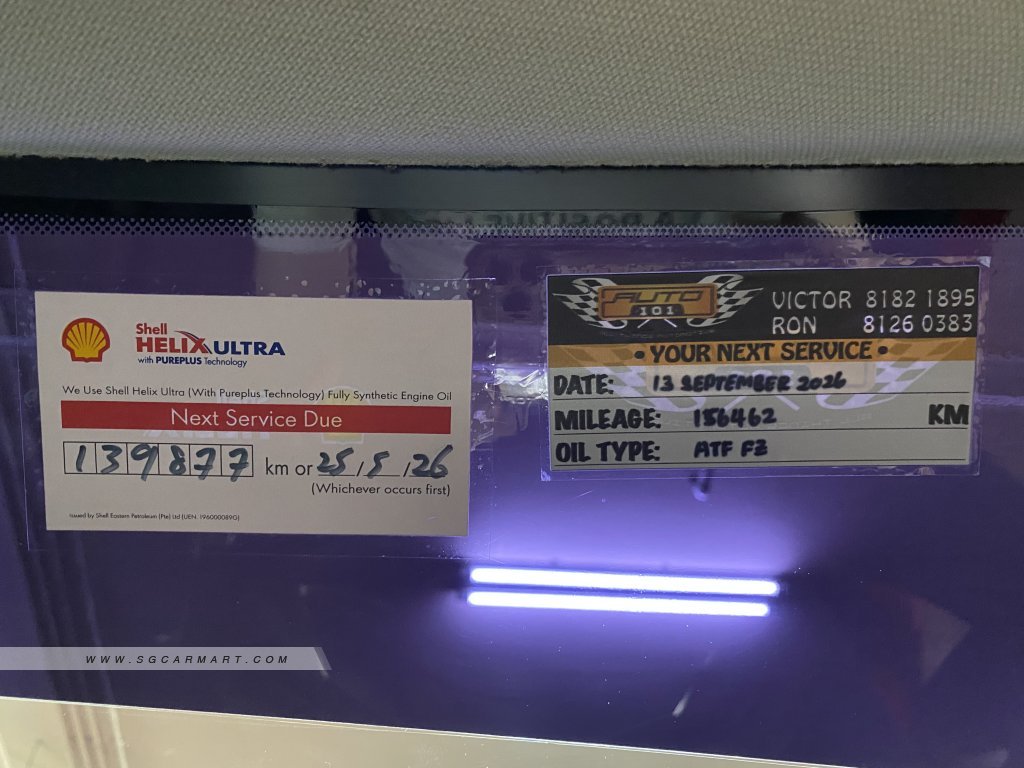 Shell
HELIX ULTRA
with PUREPLUS Technology
We Use Shell Helix Ultra (With Pureplus Technology) Fully Synthetic Engine Oil
Next Service Due
139877 km or 25/5/26
(Whichever occurs first)
Issued by Shell Eastern Petroleum (Pte) Ltd (UEN. 196000089G)
AUTO
101
VICTOR 8182 1895
RON 8126 0383
• YOUR NEXT SERVICE •
DATE: 13 SEPTEMBER 2026
MILEAGE: 156462 KM
OIL TYPE: ATF FZ
WWW.SGCARMART.COM